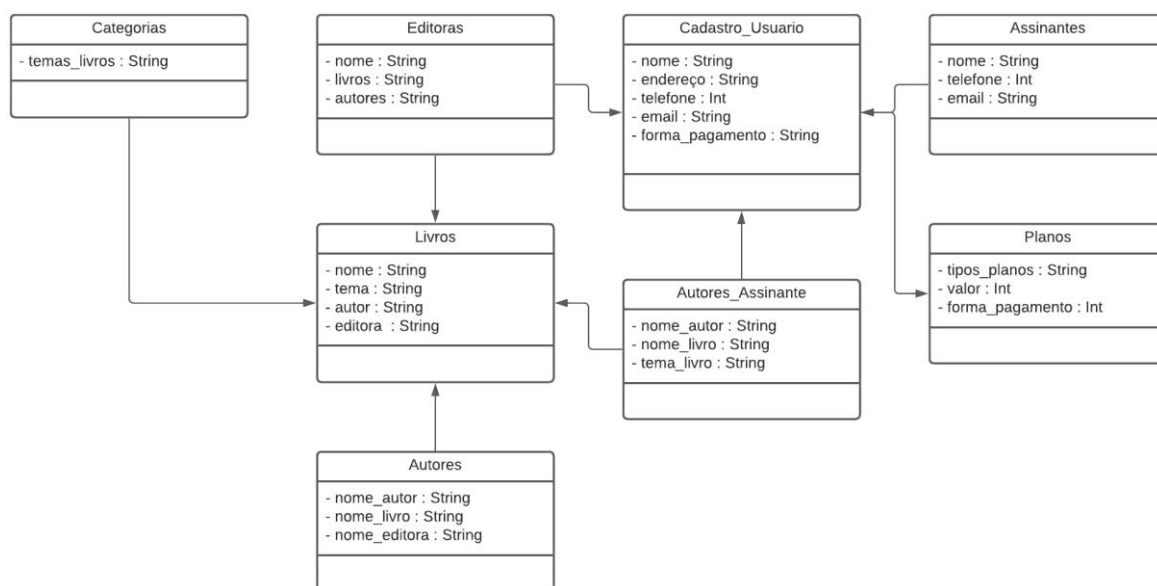 Categorias
- temas_livros : String
Editoras
- nome : String
- livros : String
- autores : String
Cadastro_Usuario
- nome : String
- endereço : String
- telefone : Int
- email : String
- forma_pagamento : String
Assinantes
- nome : String
- telefone : Int
- email : String
Livros
- nome : String
- tema : String
- autor : String
- editora : String
Autores_Assinante
- nome_autor : String
- nome_livro : String
- tema_livro : String
Planos
- tipos_planos : String
- valor : Int
- forma_pagamento : Int
Autores
- nome_autor : String
- nome_livro : String
- nome_editora : String